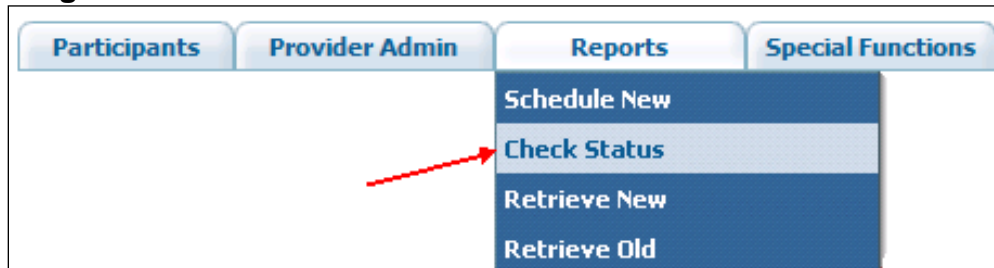 Participants Provider Admin Reports Special Functions
Schedule New
Check Status
Retrieve New
Retrieve Old